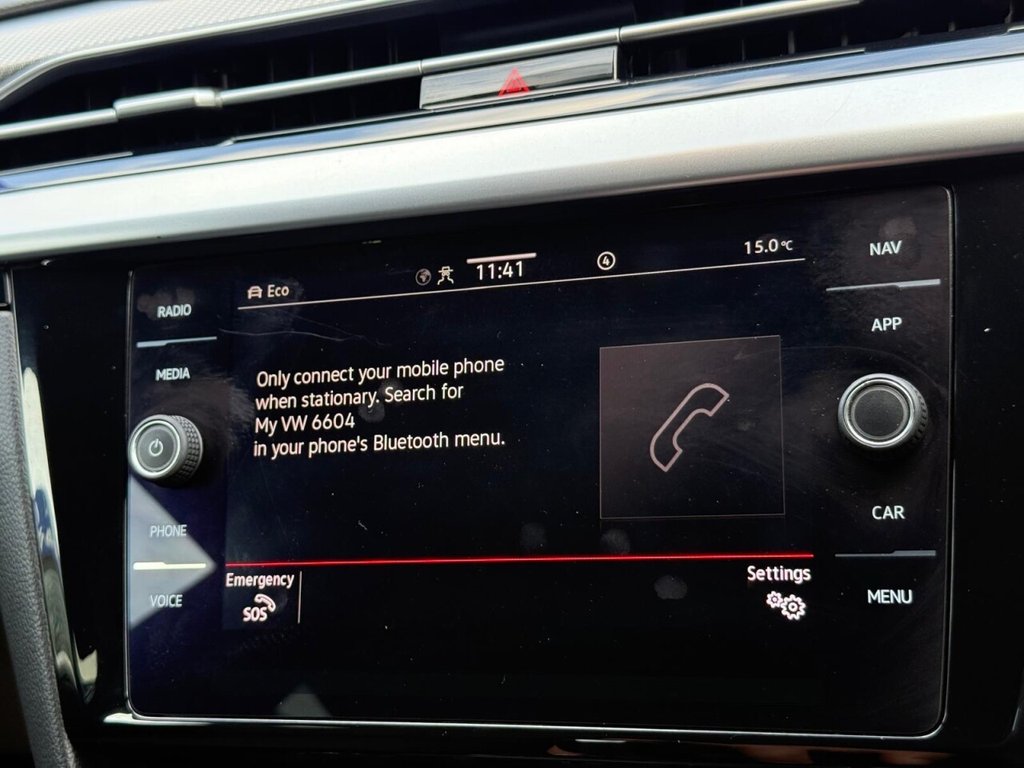 NAV
11:41
4
15.0°C
Eco
RADIO
APP
MEDIA
Only connect your mobile phone
when stationary. Search for
My VW 6604
in your phone's Bluetooth menu.
CAR
PHONE
Emergency
SOS
Settings
VOICE
MENU